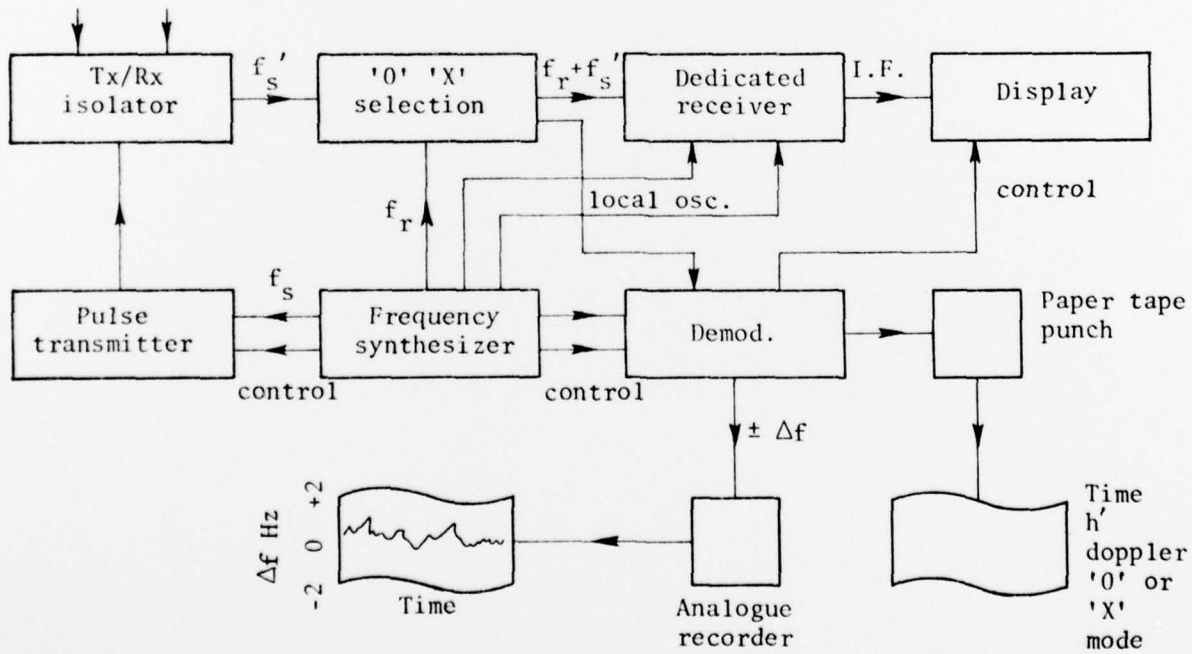 Tx/Rx
isolator
f_s'
'O' 'X'
selection
f_r+f_s'
Dedicated
receiver
I.F.
Display
control
local osc.
f_r
Pulse
transmitter
f_s
control
Frequency
synthesizer
control
Demod.
Paper tape
punch
± Δf
Δf Hz
+2
0
-2
Time
Analogue
recorder
Time
h'
doppler
'O' or
'X'
mode